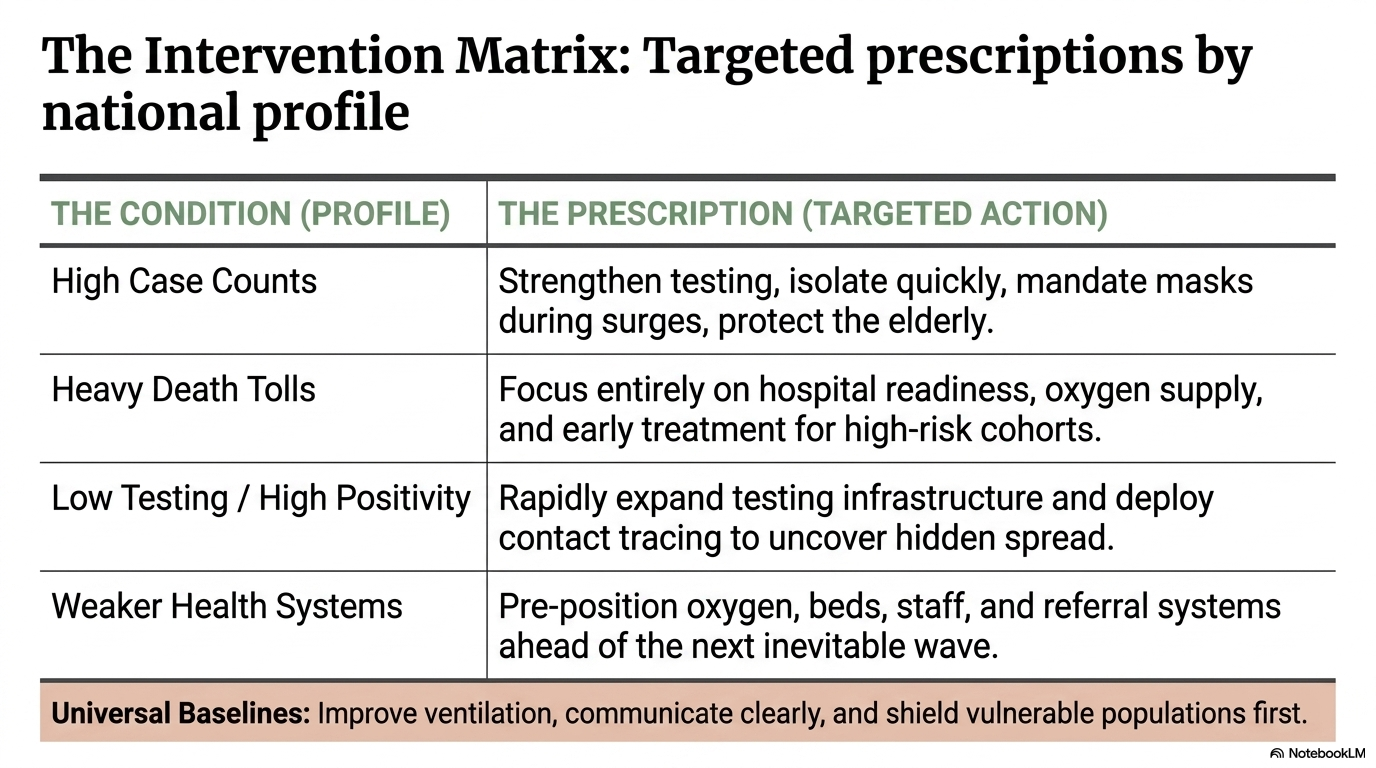 The Intervention Matrix: Targeted prescriptions by
national profile
THE CONDITION (PROFILE)
THE PRESCRIPTION (TARGETED ACTION)
High Case Counts
Strengthen testing, isolate quickly, mandate masks
during surges, protect the elderly.
Heavy Death Tolls
Focus entirely on hospital readiness, oxygen supply,
and early treatment for high-risk cohorts.
Low Testing / High Positivity
Rapidly expand testing infrastructure and deploy
contact tracing to uncover hidden spread.
Weaker Health Systems
Pre-position oxygen, beds, staff, and referral systems
ahead of the next inevitable wave.
Universal Baselines: Improve ventilation, communicate clearly, and shield vulnerable populations first.
NotebookLM